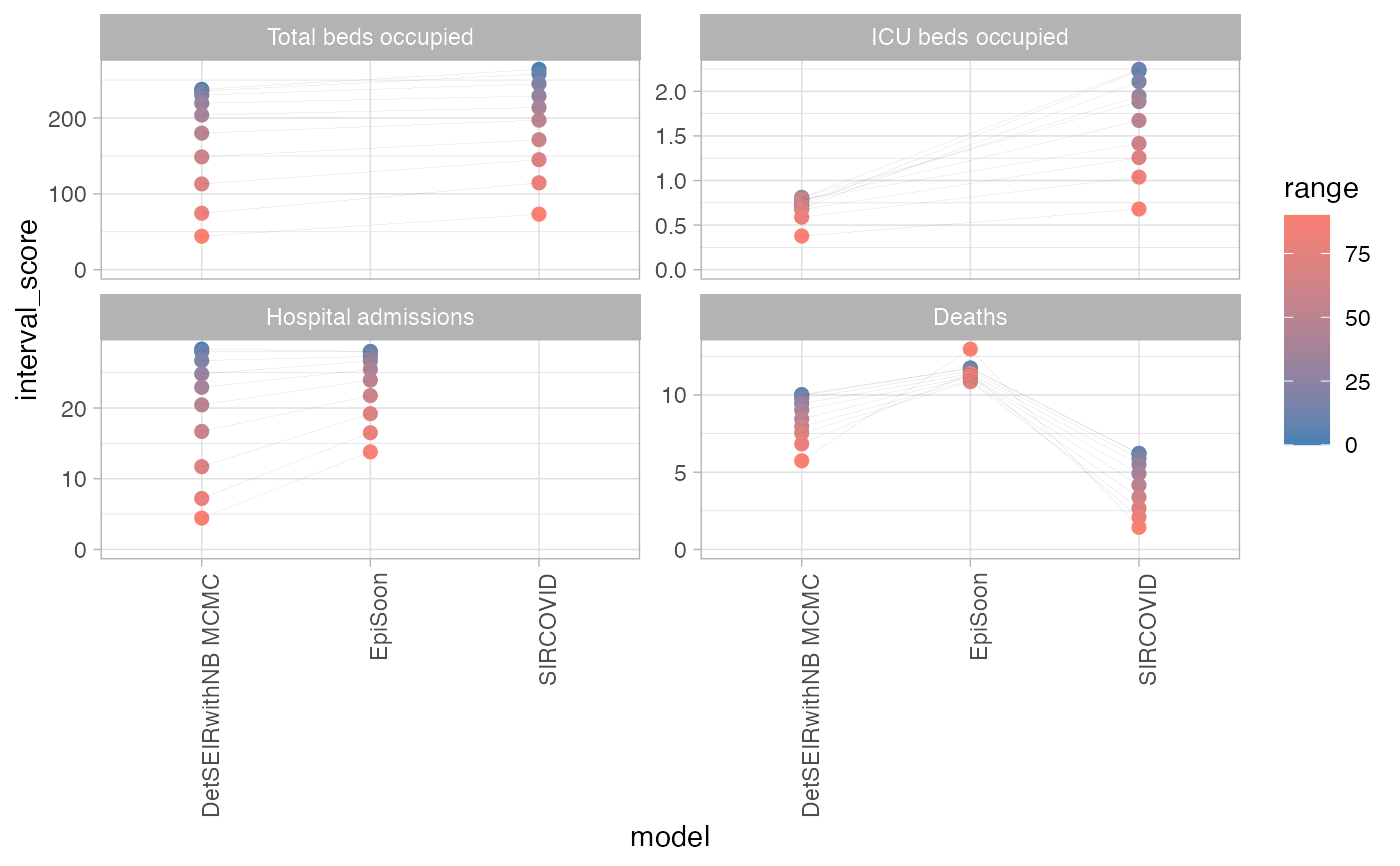 Total beds occupied
ICU beds occupied
200
100
0
2.0
1.5
1.0
0.5
0.0
Hospital admissions
Deaths
20
10
0
10
5
0
interval_score
DetSEIRwithNB MCMC
EpiSoon
SIRCOVID
DetSEIRwithNB MCMC
EpiSoon
SIRCOVID
model
range
75
50
25
0